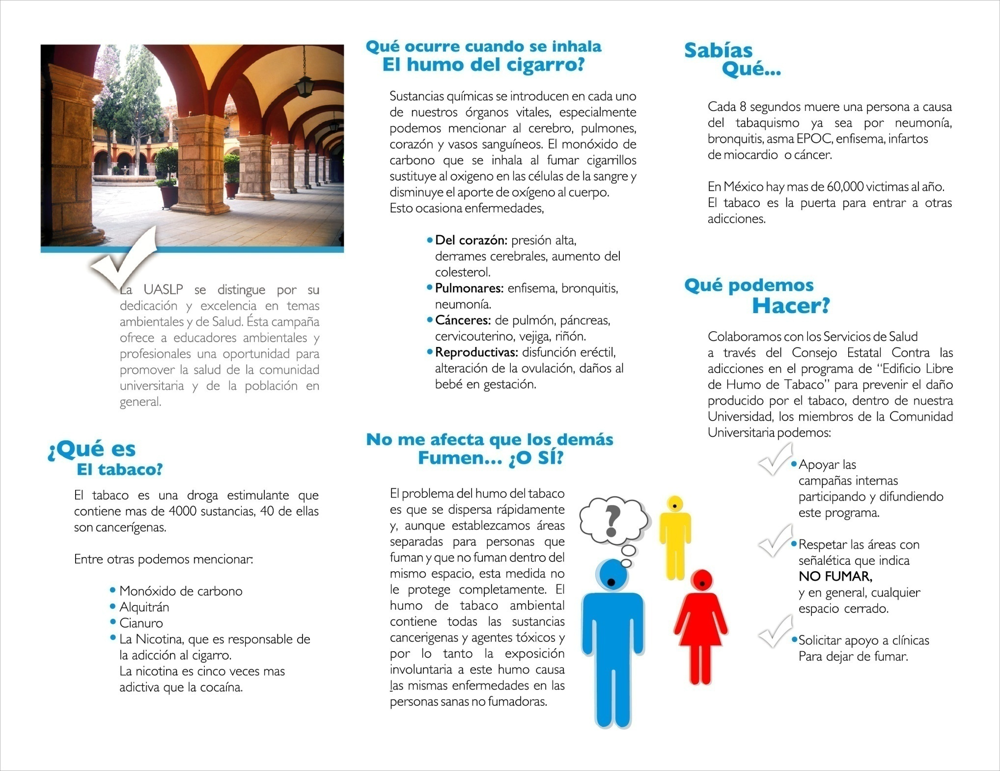 La UASLP se distingue por su
dedicación y excelencia en temas
ambientales y de Salud. Ésta campaña
ofrece a educadores ambientales y
profesionales una oportunidad para
promover la salud de la comunidad
universitaria y de la población en
general.
¿Qué es
El tabaco?
El tabaco es una droga estimulante que
contiene mas de 4000 sustancias, 40 de ellas
son cancerígenas.
Entre otras podemos mencionar:
•Monóxido de carbono
•Alquitrán
•Cianuro
•La Nicotina, que es responsable de
la adicción al cigarro.
La nicotina es cinco veces mas
adictiva que la cocaína.
Qué ocurre cuando se inhala
El humo del cigarro?
Sustancias químicas se introducen en cada uno
de nuestros órganos vitales, especialmente
podemos mencionar al cerebro, pulmones,
corazón y vasos sanguíneos. El monóxido de
carbono que se inhala al fumar cigarrillos
sustituye al oxigeno en las células de la sangre y
disminuye el aporte de oxígeno al cuerpo.
Esto ocasiona enfermedades,
•Del corazón: presión alta,
derrames cerebrales, aumento del
colesterol.
•Pulmonares: enfisema, bronquitis,
neumonía.
•Cánceres: de pulmón, páncreas,
cervicouterino, vejiga, riñón.
•Reproductivas: disfunción eréctil,
alteración de la ovulación, daños al
bebé en gestación.
No me afecta que los demás
Fumen... ¿O SÍ?
El problema del humo del tabaco
es que se dispersa rápidamente
y, aunque establezcamos áreas
separadas para personas que
fuman y que no fuman dentro del
mismo espacio, esta medida no
le protege completamente. El
humo de tabaco ambiental
contiene todas las sustancias
cancerigenas y agentes tóxicos y
por lo tanto la exposición
involuntaria a este humo causa
las mismas enfermedades en las
personas sanas no fumadoras.
?
Sabías
Qué...
Cada 8 segundos muere una persona a causa
del tabaquismo ya sea por neumonía,
bronquitis, asma EPOC, enfisema, infartos
de miocardio o cáncer.
En México hay mas de 60,000 victimas al año.
El tabaco es la puerta para entrar a otras
adicciones.
Qué podemos
Hacer?
Colaboramos con los Servicios de Salud
a través del Consejo Estatal Contra las
adicciones en el programa de “Edificio Libre
de Humo de Tabaco” para prevenir el daño
producido por el tabaco, dentro de nuestra
Universidad, los miembros de la Comunidad
Universitaria podemos:
•Apoyar las
campañas internas
participando y difundiendo
este programa.
•Respetar las áreas con
señalética que indica
NO FUMAR,
y en general, cualquier
espacio cerrado.
•Solicitar apoyo a clínicas
Para dejar de fumar.